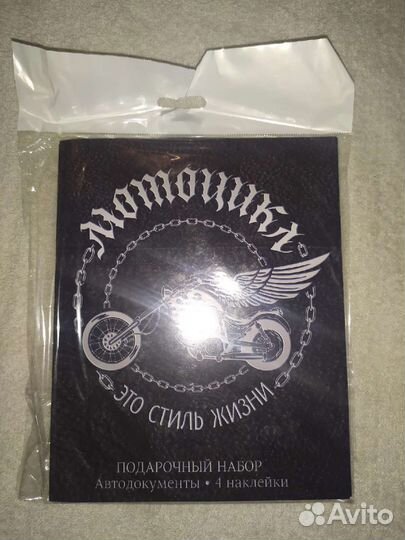 Мотоцикл
ЭТО СТИЛЬ ЖИЗНИ
ПОДАРОЧНЫЙ НАБОР
Автодокументы • 4 наклейки
Avito